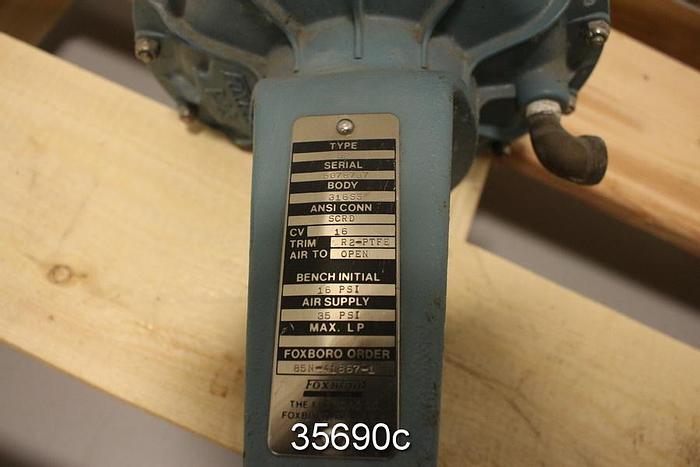 TYPE
SERIAL
BODY
316SS
ANSI CONN
SCRD
CV 16
TRIM R2-PTFE
AIR TO OPEN
BENCH INITIAL
16 PSI
AIR SUPPLY
35 PSI
MAX. LP
FOXBORO ORDER
FOXBORO
THE
35690c